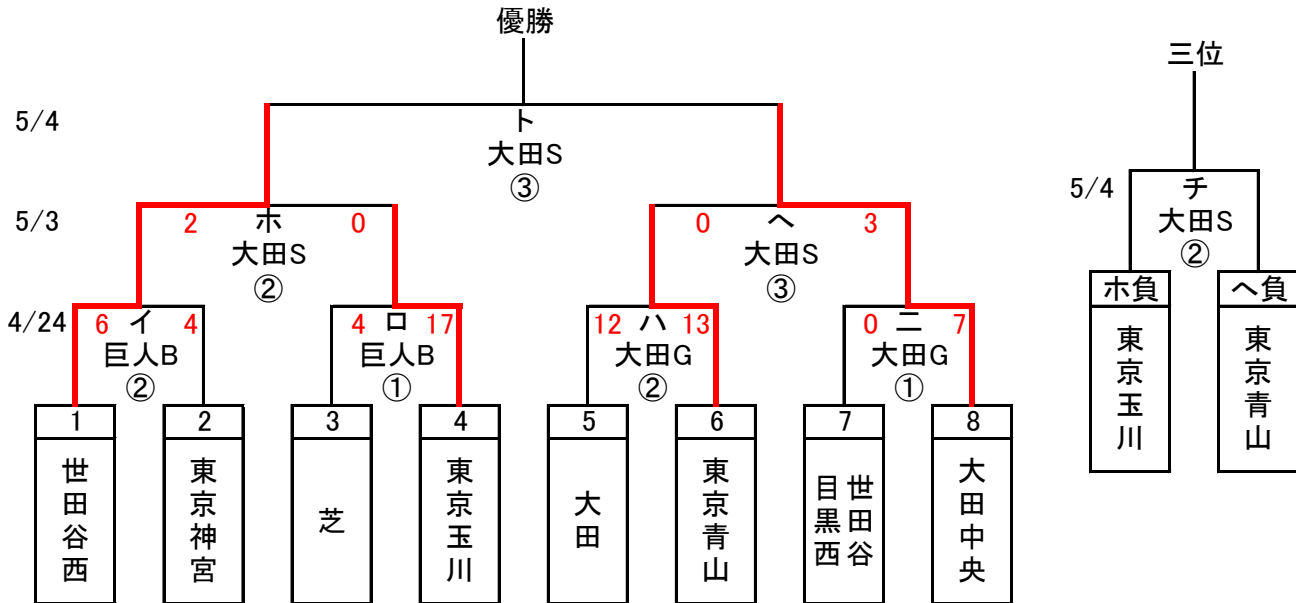 優勝
三位
5/4
ト
大田S
③
5/4
チ
大田S
②
5/3
2 ホ 0
大田S
②
0 ヘ 3
大田S
③
ホ負
ヘ負
東京玉川
東京青山
4/24
6 イ 4
巨人B
②
4 ロ 17
巨人B
①
12 ハ 13
大田G
②
0 ニ 7
大田G
①
1
2
3
4
5
6
7
8
世田谷西
東京神宮
芝
東京玉川
大田
東京青山
世田谷
目黒西
大田中央